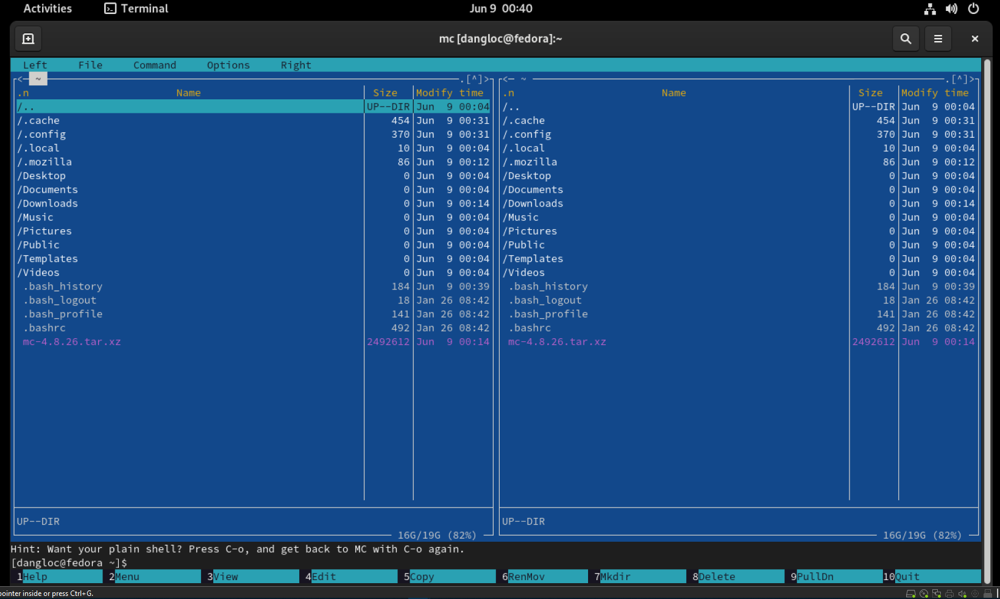 Activities Terminal Jun 9 00:40
mc [dangloc@fedora]:~
Left File Command Options Right
<─ ~ .[^]> <─ ~ .[^]>
.n Name Size Modify time .n Name Size Modify time
/.. UP--DIR Jun 9 00:04 /.. UP--DIR Jun 9 00:04
/.cache 454 Jun 9 00:31 /.cache 454 Jun 9 00:31
/.config 370 Jun 9 00:31 /.config 370 Jun 9 00:31
/.local 10 Jun 9 00:04 /.local 10 Jun 9 00:04
/.mozilla 86 Jun 9 00:12 /.mozilla 86 Jun 9 00:12
/Desktop 0 Jun 9 00:04 /Desktop 0 Jun 9 00:04
/Documents 0 Jun 9 00:04 /Documents 0 Jun 9 00:04
/Downloads 0 Jun 9 00:14 /Downloads 0 Jun 9 00:14
/Music 0 Jun 9 00:04 /Music 0 Jun 9 00:04
/Pictures 0 Jun 9 00:04 /Pictures 0 Jun 9 00:04
/Public 0 Jun 9 00:04 /Public 0 Jun 9 00:04
/Templates 0 Jun 9 00:04 /Templates 0 Jun 9 00:04
/Videos 0 Jun 9 00:04 /Videos 0 Jun 9 00:04
.bash_history 184 Jun 9 00:39 .bash_history 184 Jun 9 00:39
.bash_logout 18 Jan 26 08:42 .bash_logout 18 Jan 26 08:42
.bash_profile 141 Jan 26 08:42 .bash_profile 141 Jan 26 08:42
.bashrc 492 Jan 26 08:42 .bashrc 492 Jan 26 08:42
mc-4.8.26.tar.xz 2492612 Jun 9 00:14 mc-4.8.26.tar.xz 2492612 Jun 9 00:14
UP--DIR UP--DIR
16G/19G (82%) 16G/19G (82%)
Hint: Want your plain shell? Press C-o, and get back to MC with C-o again.
[dangloc@fedora ~]$
1Help 2Menu 3View 4Edit 5Copy 6RenMov 7Mkdir 8Delete 9PullDn 10Quit
pointer inside or press Ctrl+G.